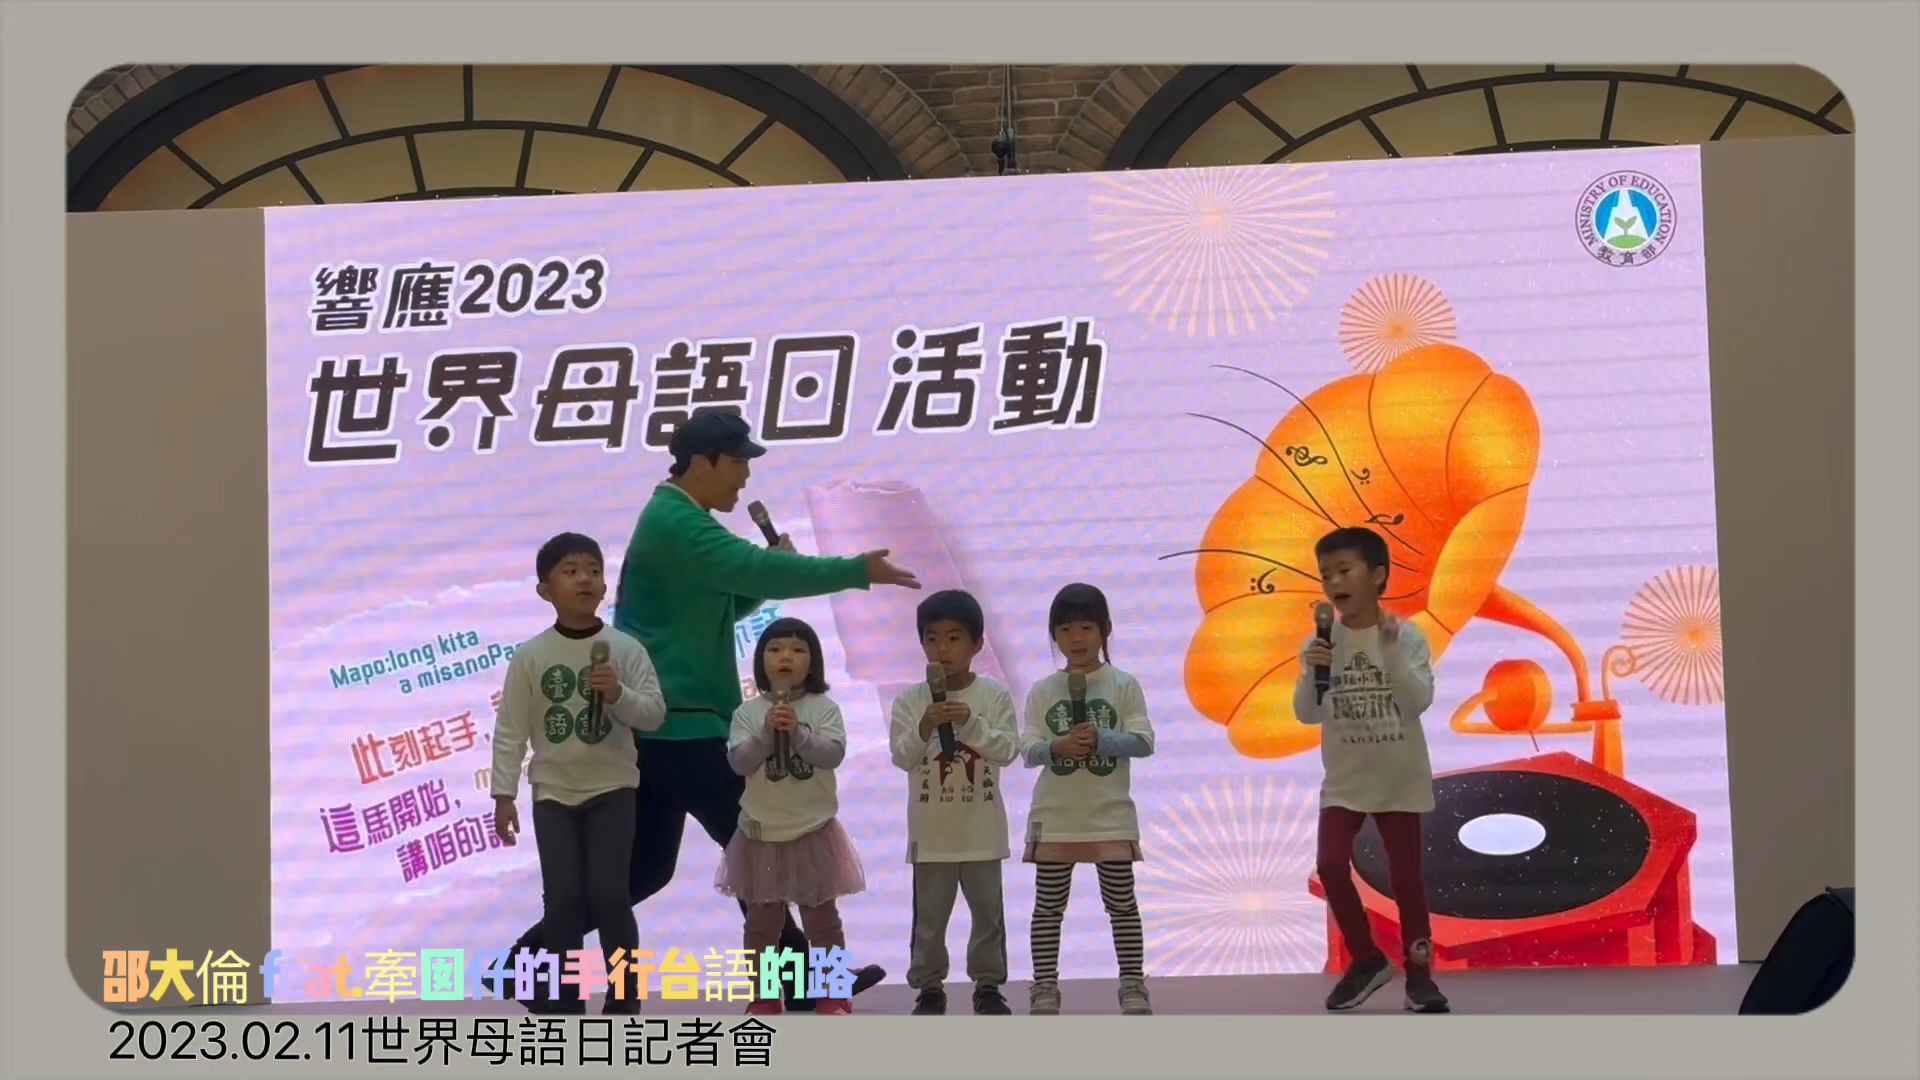 MINISTRY OF EDUCATION
教育部
響應2023
世界母語日活動
Mapo:long kita
a misanoPa
此刻起手,
這馬開始,
講咱的
臺
語
邵大倫 feat.牽囡仔的手行台語的路
2023.02.11世界母語日記者會